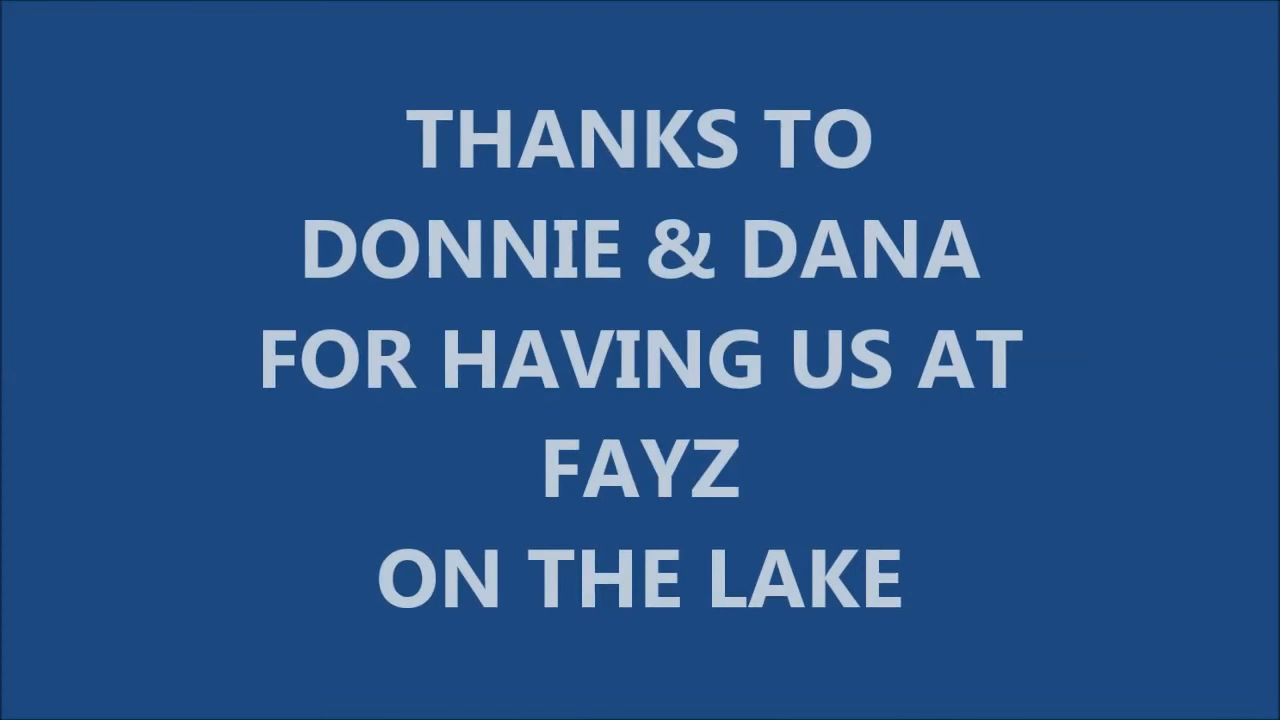 THANKS TO
DONNIE & DANA
FOR HAVING US AT
FAYZ
ON THE LAKE